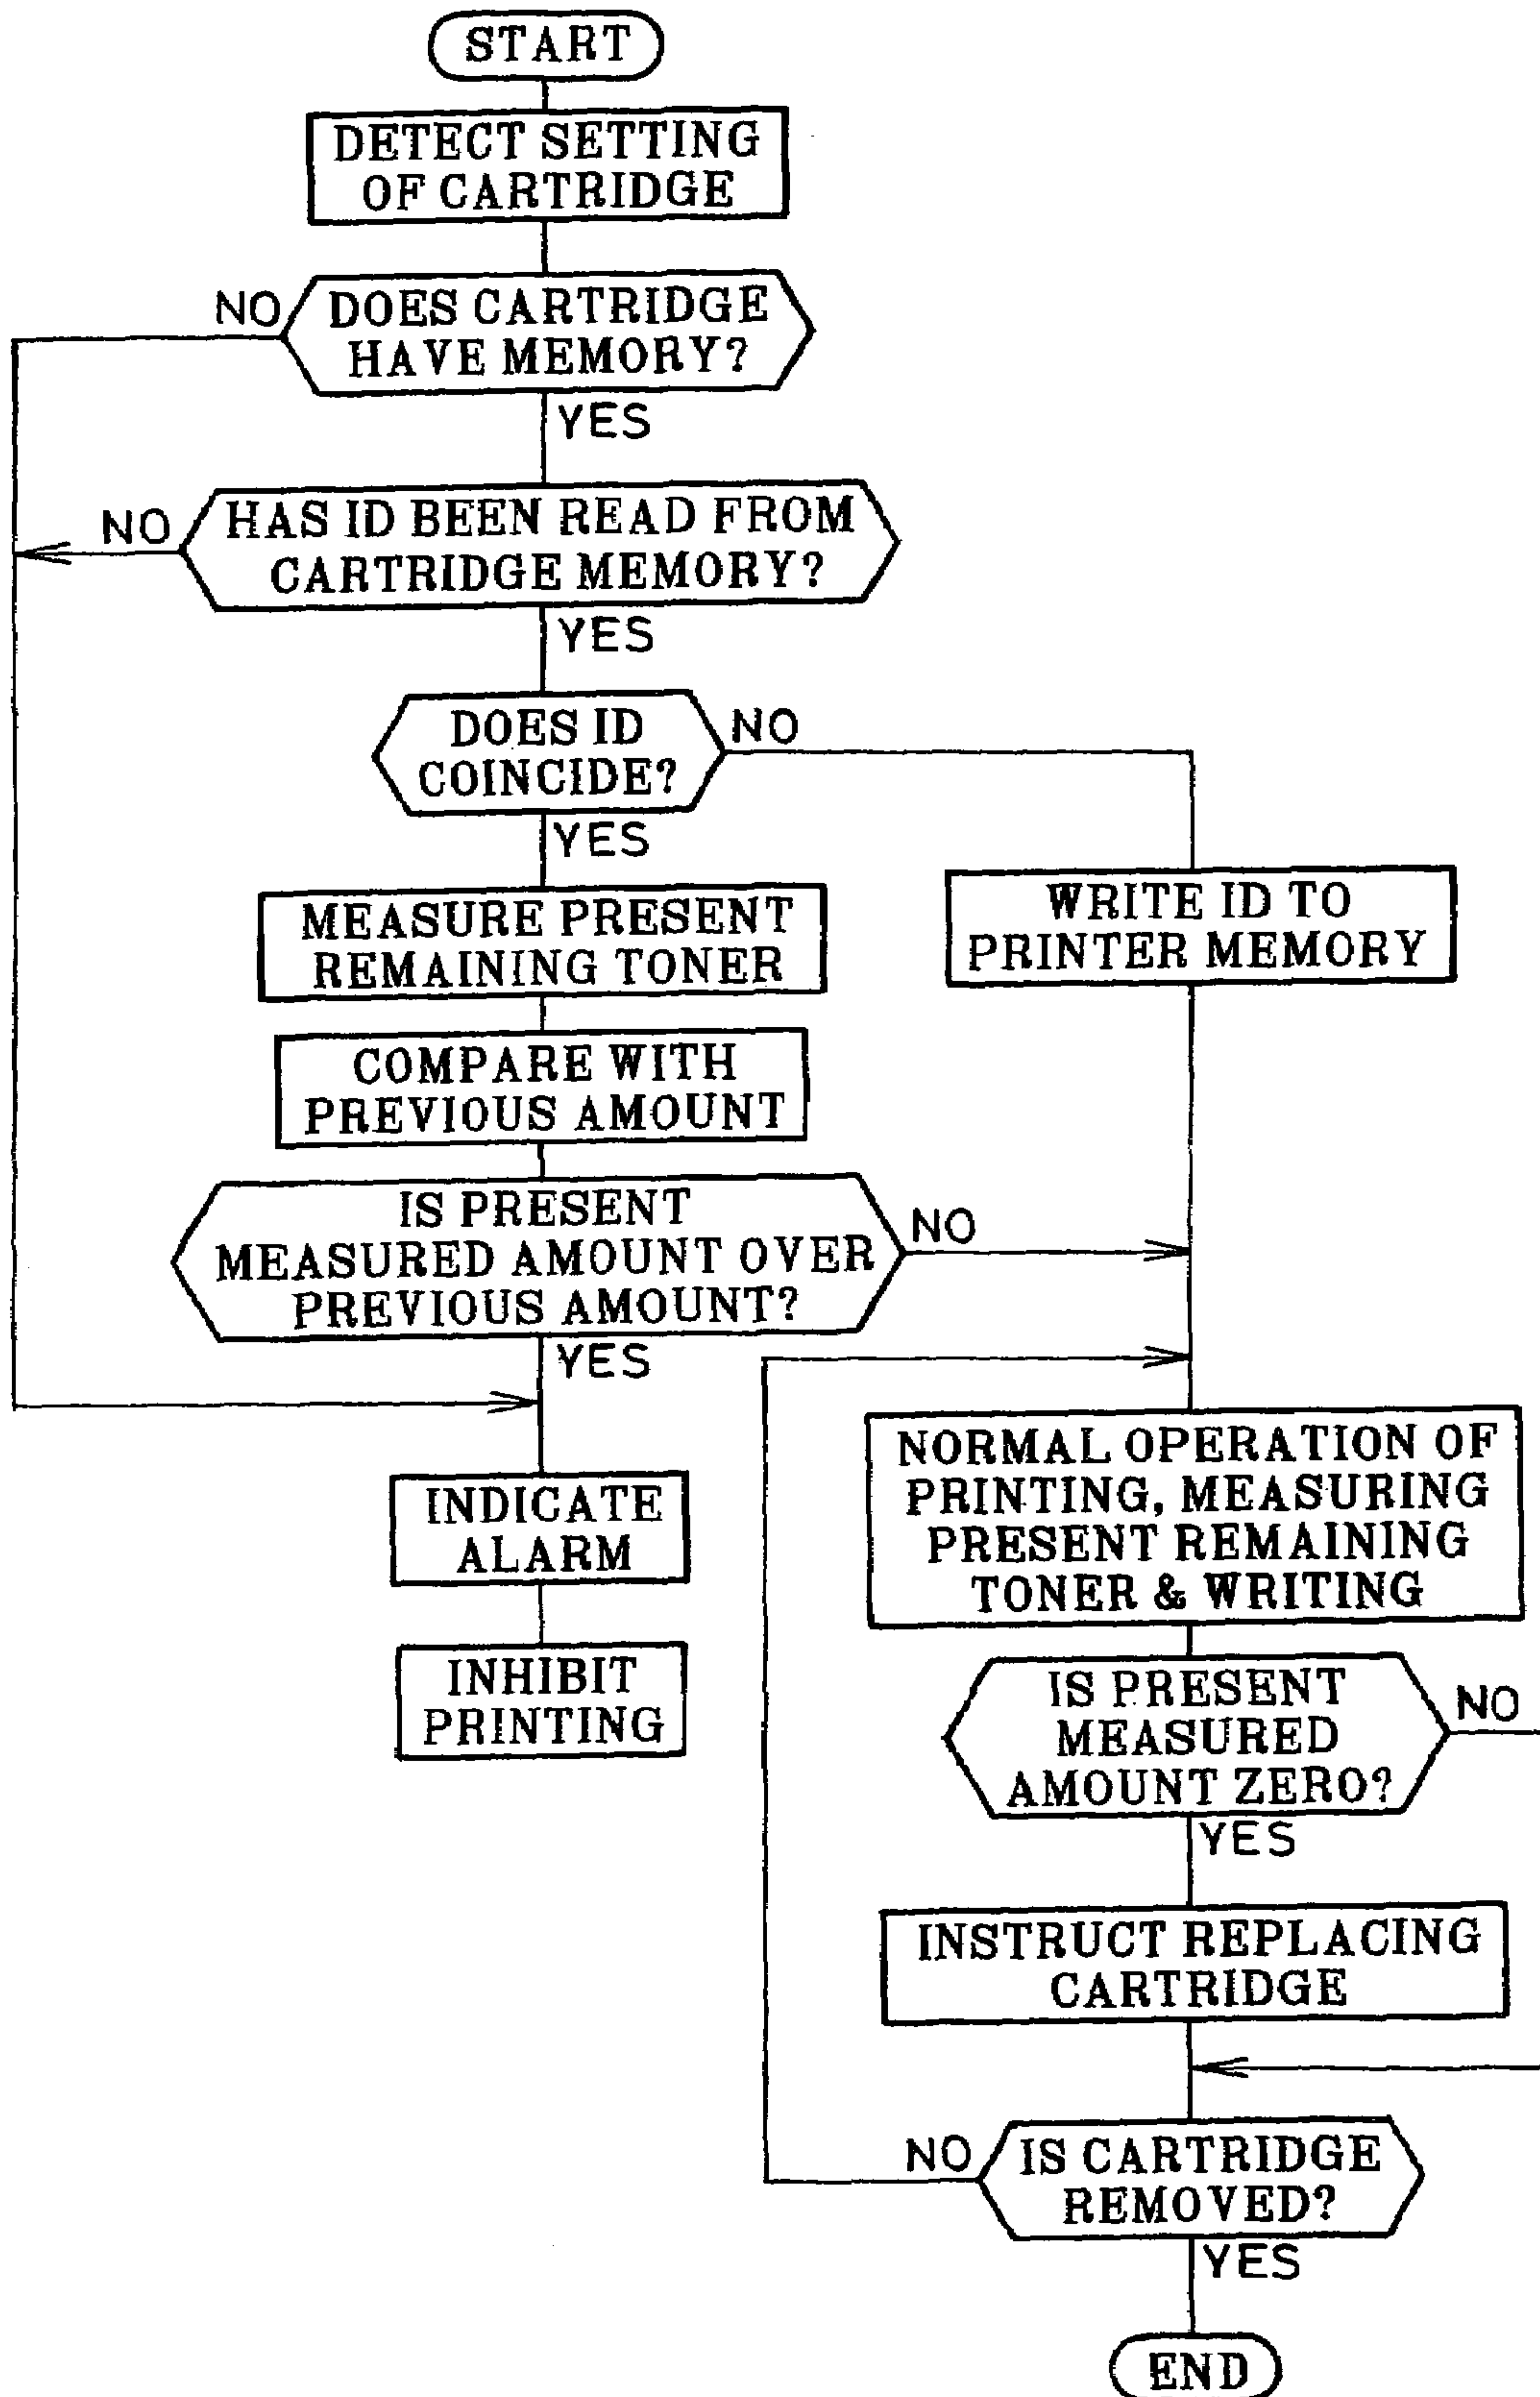 START
DETECT SETTING
OF CARTRIDGE
NO
DOES CARTRIDGE
HAVE MEMORY?
YES
NO
HAS ID BEEN READ FROM
CARTRIDGE MEMORY?
YES
DOES ID
COINCIDE?
NO
YES
MEASURE PRESENT
REMAINING TONER
WRITE ID TO
PRINTER MEMORY
COMPARE WITH
PREVIOUS AMOUNT
IS PRESENT
MEASURED AMOUNT OVER
PREVIOUS AMOUNT?
NO
YES
INDICATE
ALARM
INHIBIT
PRINTING
NORMAL OPERATION OF
PRINTING, MEASURING
PRESENT REMAINING
TONER & WRITING
IS PRESENT
MEASURED
AMOUNT ZERO?
NO
YES
INSTRUCT REPLACING
CARTRIDGE
NO
IS CARTRIDGE
REMOVED?
YES
END